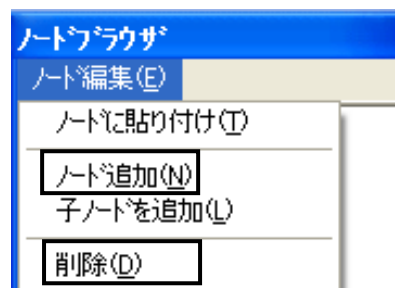 ノードブラウザ
ノード編集(E)
ノードに貼り付け(T)
ノード追加(N)
子ノードを追加(L)
削除(D)